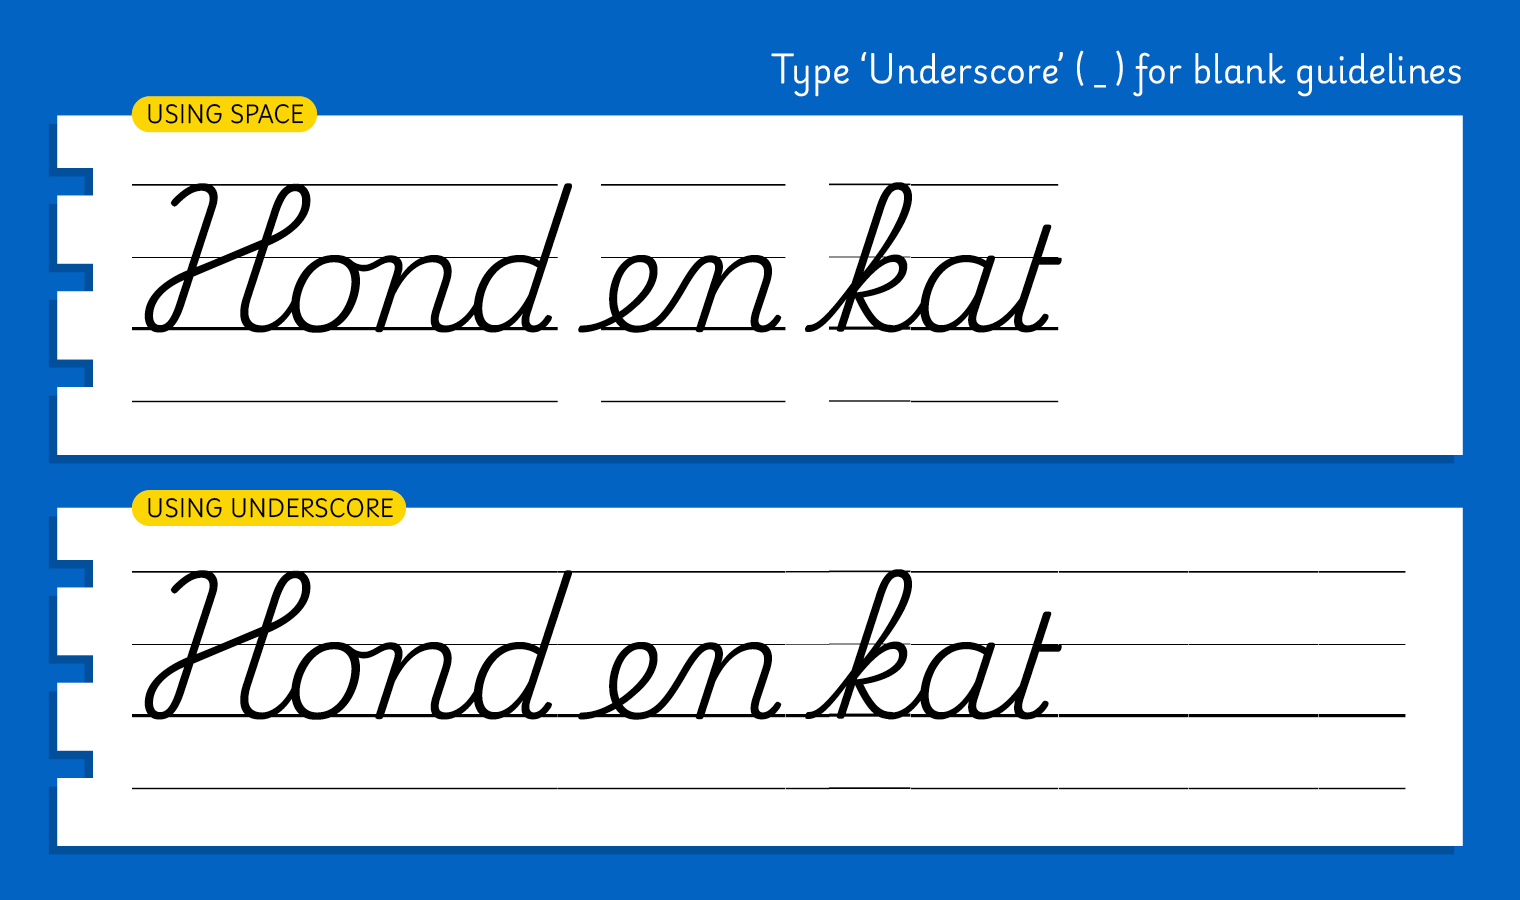 Type ‘Underscore’ ( _ ) for blank guidelines
USING SPACE
Hond en kat
USING UNDERSCORE
Hond en kat